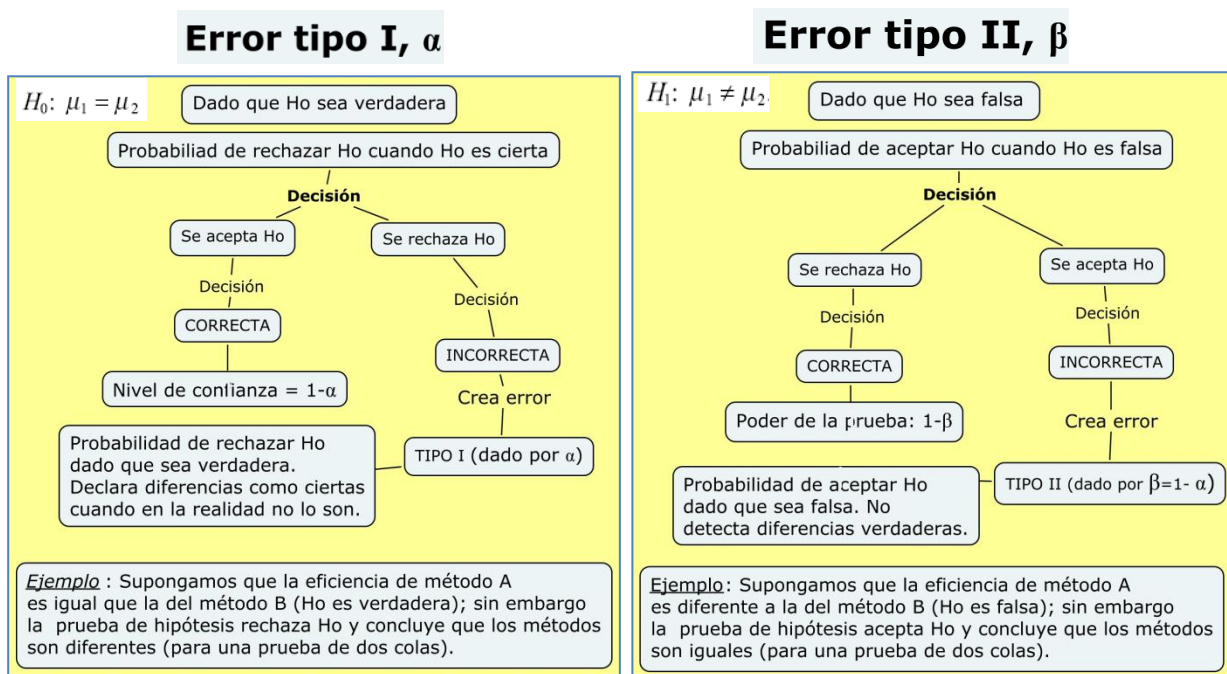 Error tipo I, α
H₀: μ₁ = μ₂
Dado que Ho sea verdadera
Probabiliad de rechazar Ho cuando Ho es cierta
Decisión
Se acepta Ho
Se rechaza Ho
Decisión
Decisión
CORRECTA
INCORRECTA
Nivel de confianza = 1-α
Crea error
Probabilidad de rechazar Ho
dado que sea verdadera.
Declara diferencias como ciertas
cuando en la realidad no lo son.
TIPO I (dado por α)
Ejemplo : Supongamos que la eficiencia de método A
es igual que la del método B (Ho es verdadera); sin embargo
la prueba de hipótesis rechaza Ho y concluye que los métodos
son diferentes (para una prueba de dos colas).
Error tipo II, β
H₁: μ₁ ≠ μ₂.
Dado que Ho sea falsa
Probabiliad de aceptar Ho cuando Ho es falsa
Decisión
Se rechaza Ho
Se acepta Ho
Decisión
Decisión
CORRECTA
INCORRECTA
Poder de la prueba: 1-β
Crea error
Probabilidad de aceptar Ho
dado que sea falsa. No
detecta diferencias verdaderas.
TIPO II (dado por β=1- α)
Ejemplo: Supongamos que la eficiencia de método A
es diferente a la del método B (Ho es falsa); sin embargo
la prueba de hipótesis acepta Ho y concluye que los métodos
son iguales (para una prueba de dos colas).